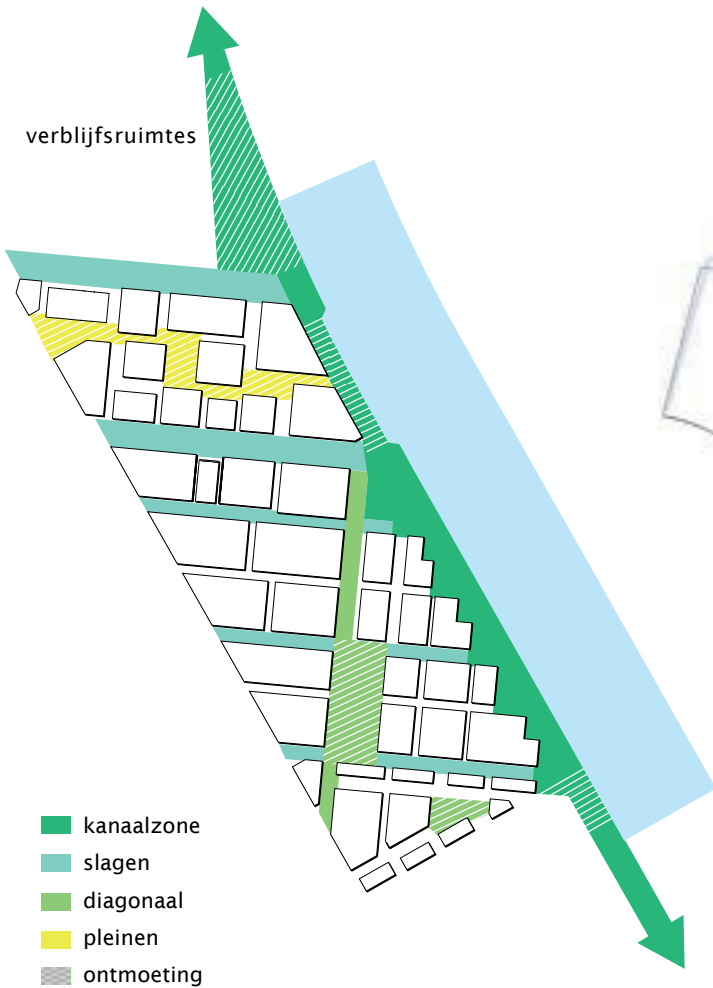 verblijfsruimtes
kanaalzone
slagen
diagonaal
pleinen
ontmoeting